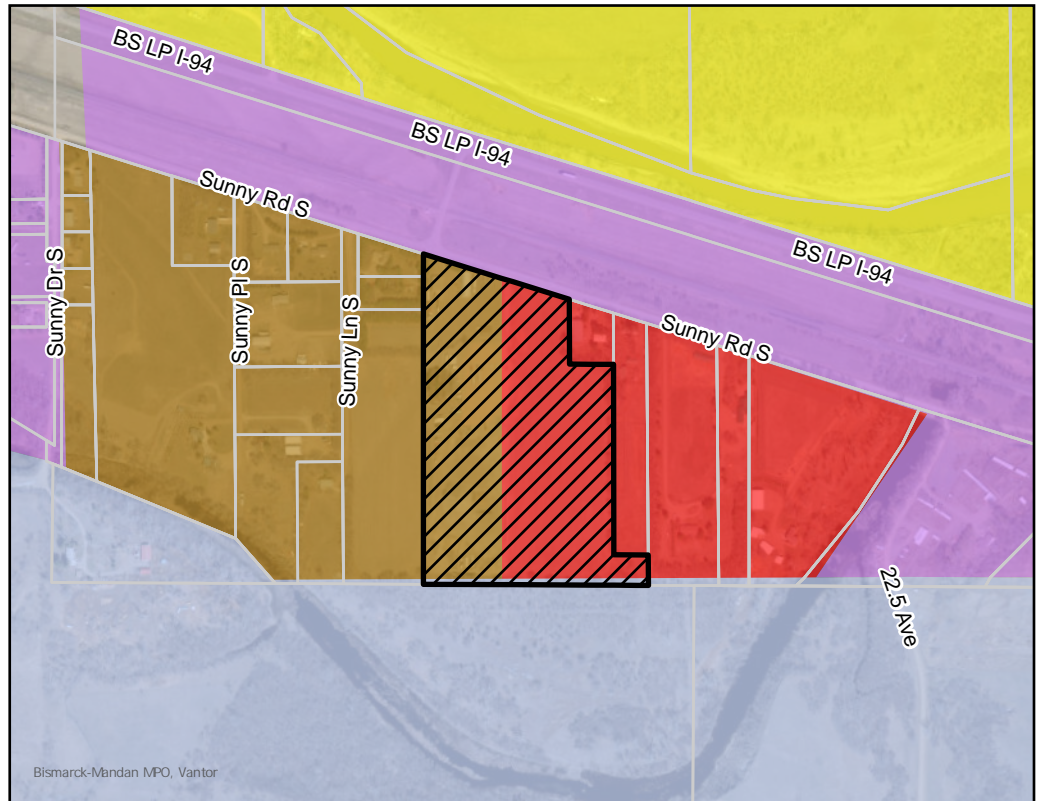 BS LP I-94
BS LP I-94
Sunny Rd S
BS LP I-94
Sunny Dr S
Sunny Pl S
Sunny Ln S
Sunny Rd S
22.5 Ave
Bismarck-Mandan MPO, Vantor